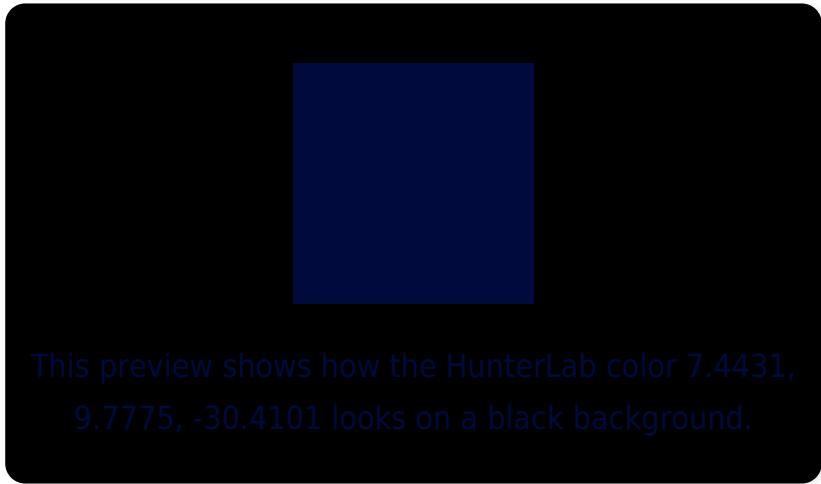 This preview shows how the HunterLab color 7.4431,
9.7775, -30.4101 looks on a black background.